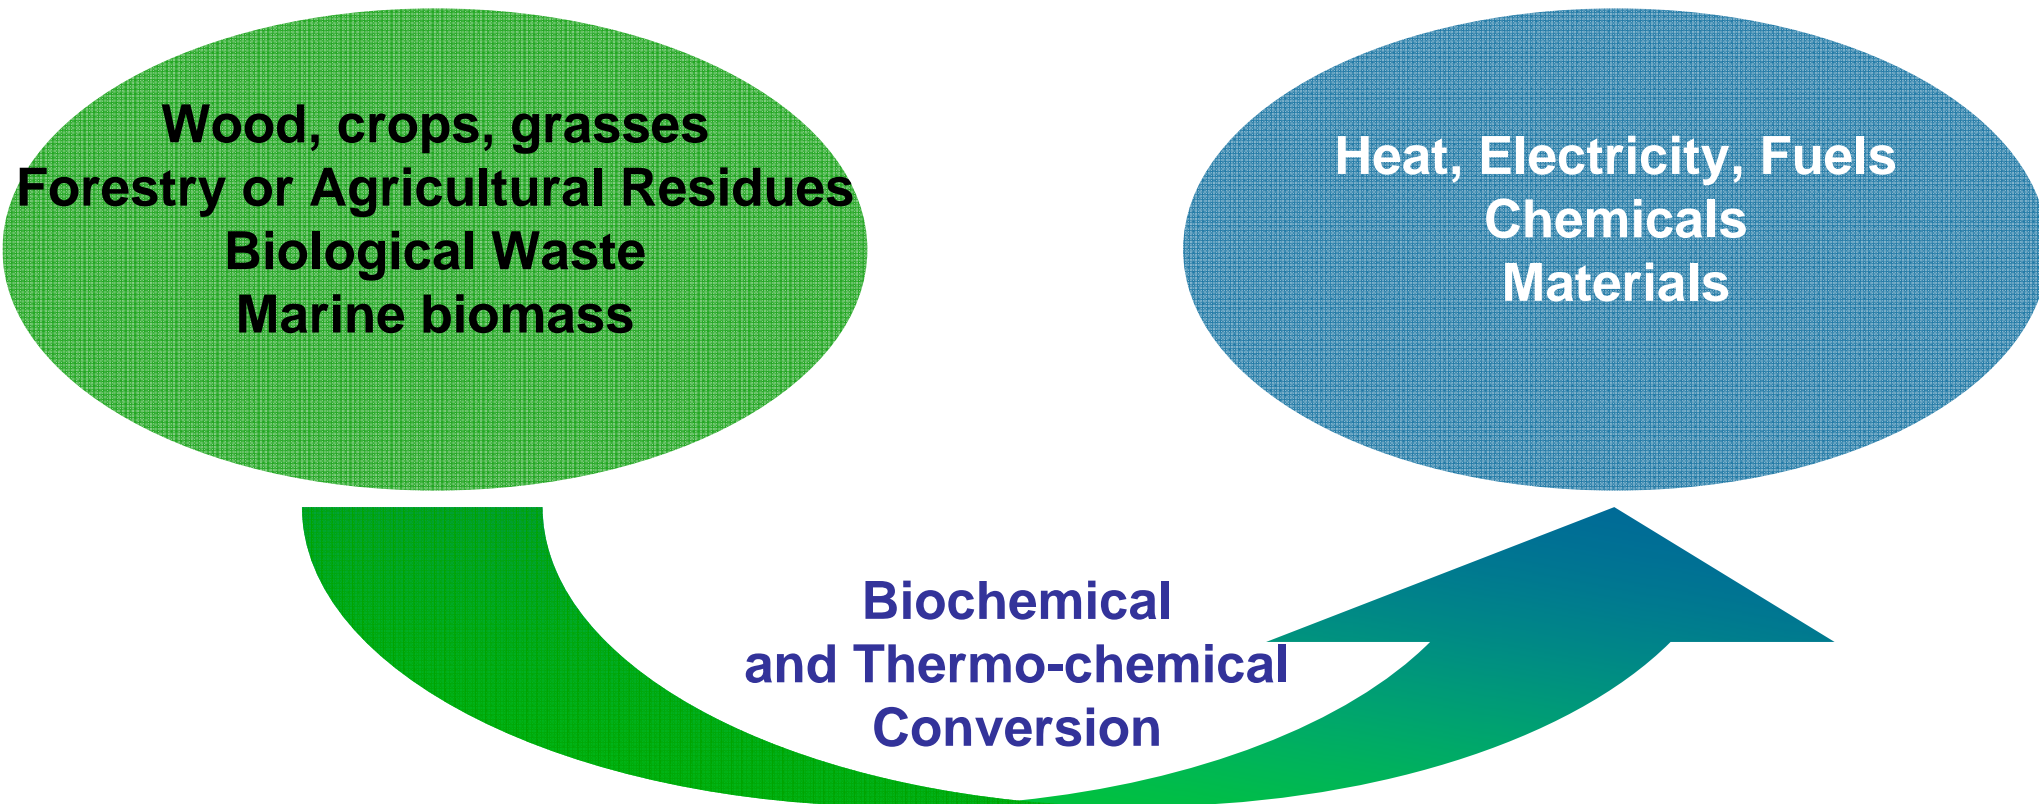 Wood, crops, grasses
Forestry or Agricultural Residues
Biological Waste
Marine biomass
Heat, Electricity, Fuels
Chemicals
Materials
Biochemical
and Thermo-chemical
Conversion